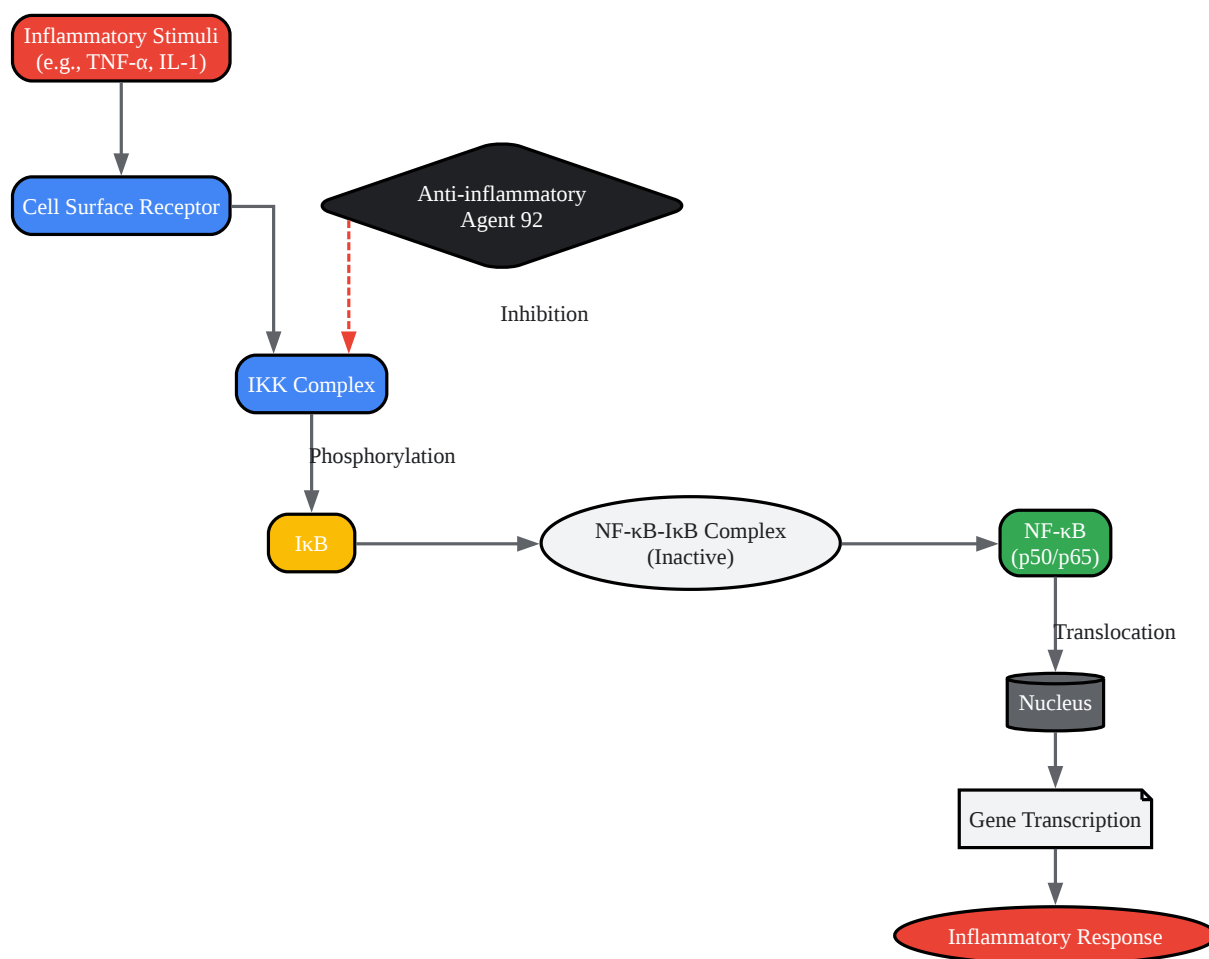 Inflammatory Stimuli
(e.g., TNF-α, IL-1)
Cell Surface Receptor
Anti-inflammatory
Agent 92
Inhibition
IKK Complex
Phosphorylation
IκB
NF-κB-IκB Complex
(Inactive)
NF-κB
(p50/p65)
Translocation
Nucleus
Gene Transcription
Inflammatory Response